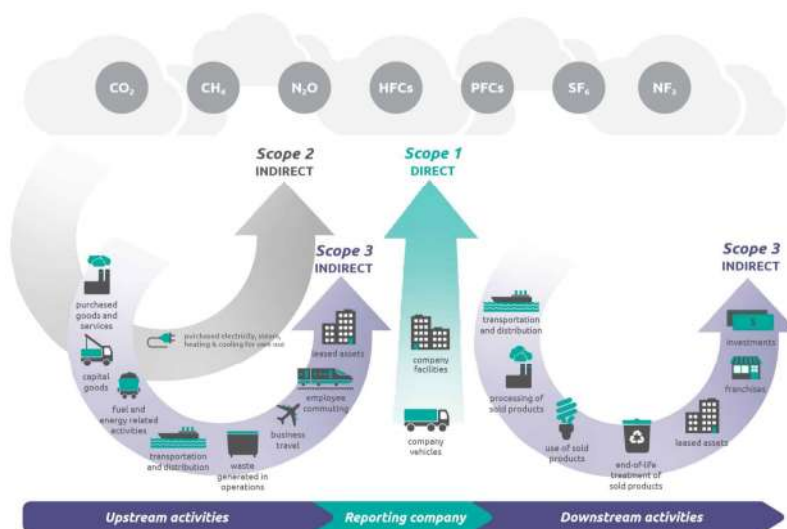 CO₂
CH₄
N₂O
HFCs
PFCs
SF₆
NF₃
Scope 2
INDIRECT
Scope 1
DIRECT
Scope 3
INDIRECT
Scope 3
INDIRECT
purchased
goods and
services
capital
goods
fuel and
energy related
activities
transportation
and distribution
waste
generated in
operations
business
travel
employee
commuting
leased assets
purchased electricity, steam,
heating & cooling for own use
company
facilities
company
vehicles
transportation
and distribution
processing of
sold products
use of sold
products
end-of-life
treatment of
sold products
leased assets
franchises
investments
$
Upstream activities
Reporting company
Downstream activities